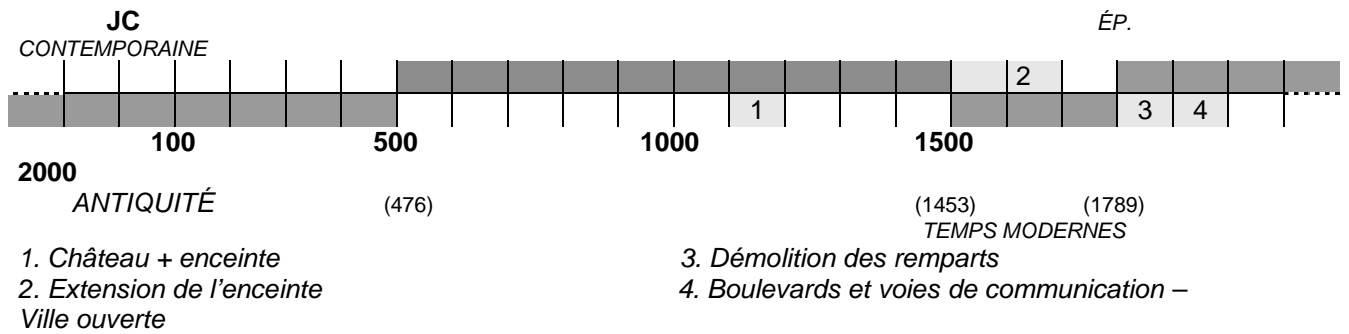 JC ÉP.
CONTEMPORAINE
2
1 3 4
100 500 1000 1500
2000
ANTIQUITÉ (476) (1453) (1789)
TEMPS MODERNES
1. Château + enceinte 3. Démolition des remparts
2. Extension de l’enceinte 4. Boulevards et voies de communication –
Ville ouverte